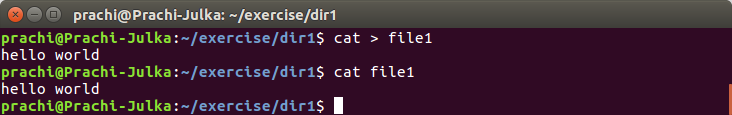 prachi@Prachi-Julka: ~/exercise/dir1
prachi@Prachi-Julka:~/exercise/dir1$ cat > file1
hello world
prachi@Prachi-Julka:~/exercise/dir1$ cat file1
hello world
prachi@Prachi-Julka:~/exercise/dir1$